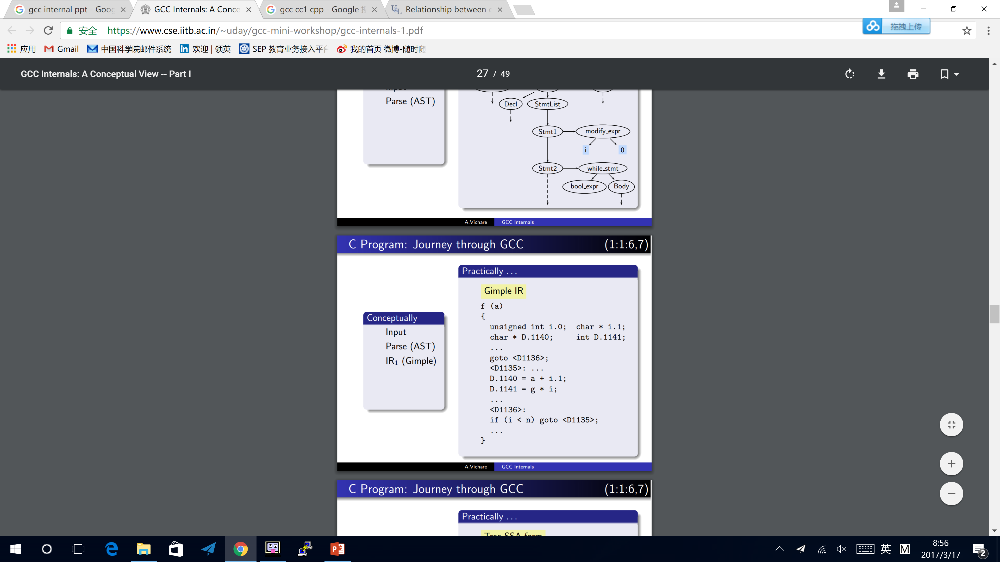 gcc internal ppt - Goog
GCC Internals: A Conce
gcc cc1 cpp - Google
Relationship between
安全
https://www.cse.iitb.ac.in/~uday/gcc-mini-workshop/gcc-internals-1.pdf
拖拽上传
应用
Gmail
中国科学院邮件系统
in 欢迎 | 领英
SEP 教育业务接入平台
我的首页 微博-随时随
GCC Internals: A Conceptual View -- Part I
27 / 49
Parse (AST)
Decl
StmtList
Stmt1
modify_expr
i
0
Stmt2
while_stmt
bool_expr
Body
A.Vichare
GCC Internals
C Program: Journey through GCC
(1:1:6,7)
Conceptually
Input
Parse (AST)
IR1 (Gimple)
Practically ...
Gimple IR
f (a)
{
unsigned int i.0; char * i.1;
char * D.1140; int D.1141;
...
goto <D1136>;
<D1135>: ...
D.1140 = a + i.1;
D.1141 = g * i;
...
<D1136>:
if (i < n) goto <D1135>;
...
}
A.Vichare
GCC Internals
C Program: Journey through GCC
(1:1:6,7)
Practically ...
Tree SSA form
英
M
8:56
2017/3/17
2